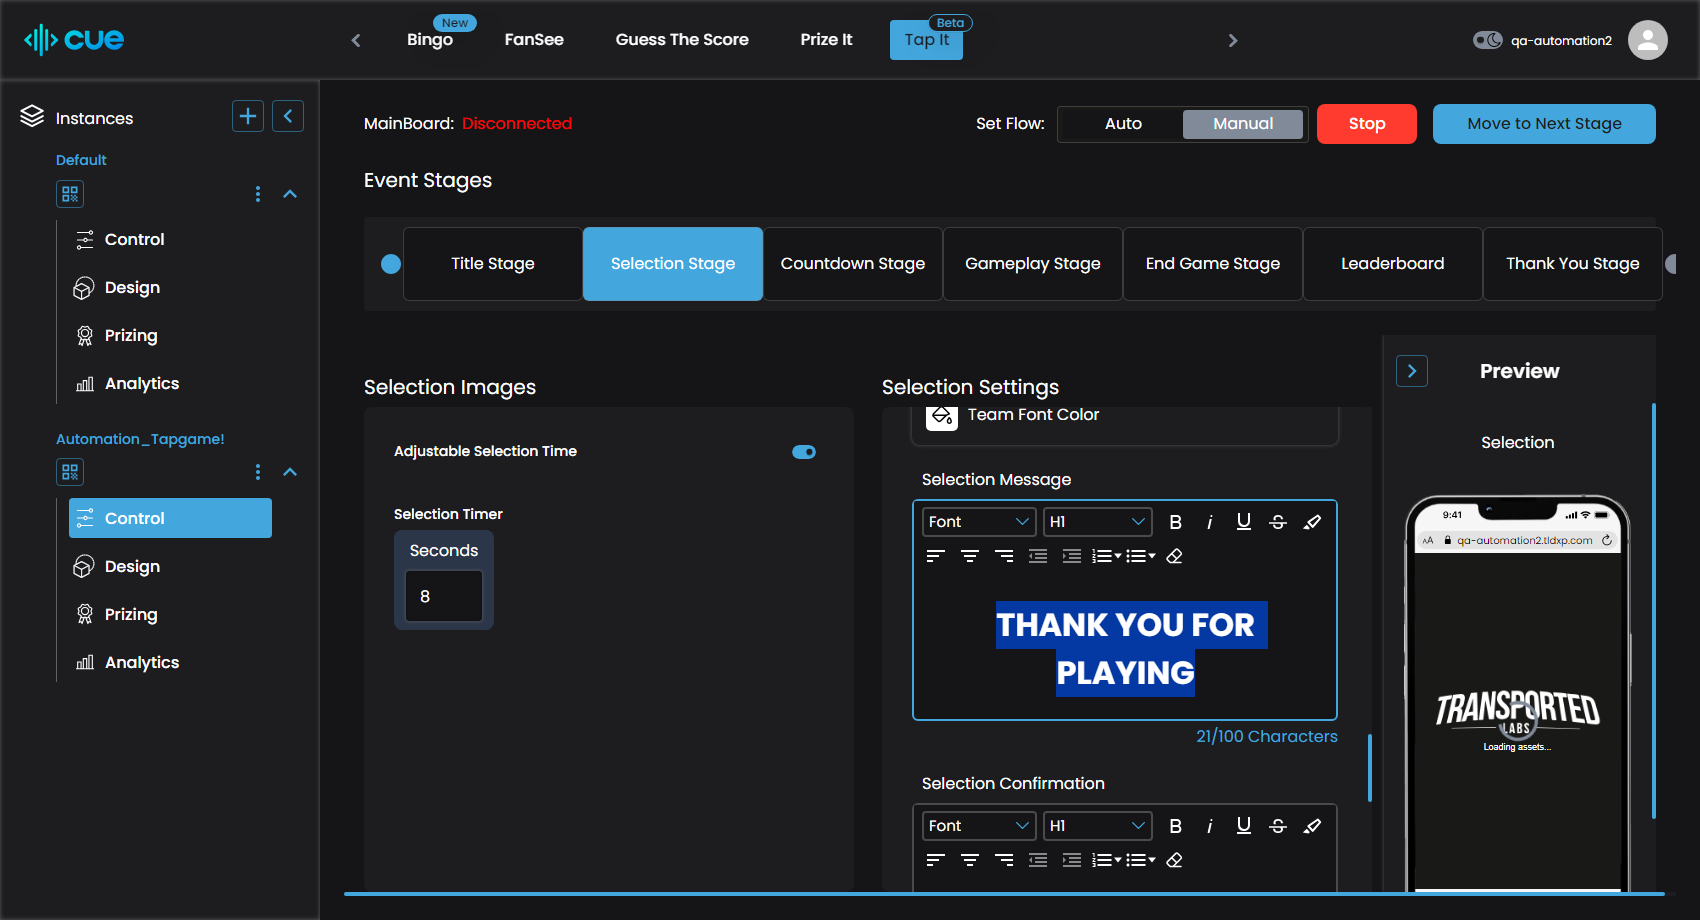 cue
Bingo
New
FanSee
Guess The Score
Prize It
Tap It
Beta
qa-automation2
Instances
Default
Control
Design
Prizing
Analytics
Automation_Tapgame!
Control
Design
Prizing
Analytics
MainBoard: Disconnected
Set Flow:
Auto
Manual
Stop
Move to Next Stage
Event Stages
Title Stage
Selection Stage
Countdown Stage
Gameplay Stage
End Game Stage
Leaderboard
Thank You Stage
Selection Images
Adjustable Selection Time
Selection Timer
Seconds
8
Selection Settings
Team Font Color
Selection Message
Font
H1
B i U S
THANK YOU FOR
PLAYING
21/100 Characters
Selection Confirmation
Font
H1
B i U S
Preview
Selection
9:41
AA qa-automation2.tldxp.com
TRANSPORTED
LABS
Loading assets...